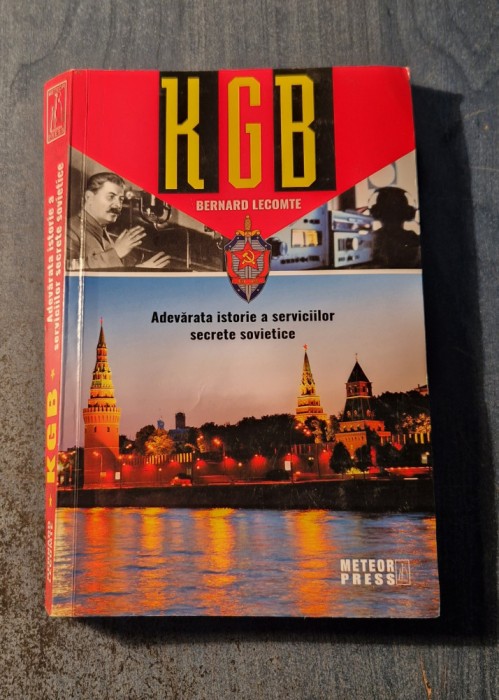 KGB
BERNARD LECOMTE
Adevărata istorie a serviciilor
secrete sovietice
METEOR
PRESS
KGB
Adevărata istorie a
serviciilor secrete sovietice